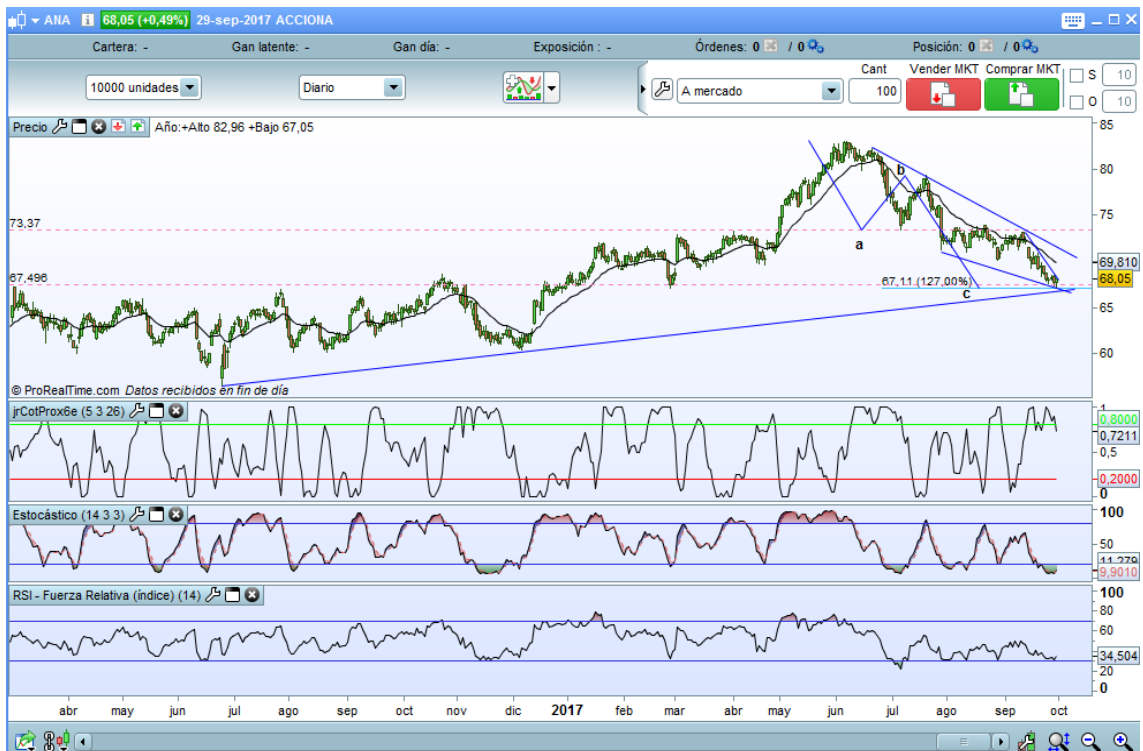 ANA 68,05 (+0,49%) 29-sep-2017 ACCIONA
Cartera: - Gan latente: - Gan día: - Exposición : - Órdenes: 0 / 0 Posición: 0 / 0
10000 unidades Diario A mercado Cant 100 Vender MKT Comprar MKT S 10
O 10
Precio Año:+Alto 82,96 +Bajo 67,05
85
80
75
73,37
69,810
68,05
67,496
67,11 (127,00%)
65
60
a
b
c
© ProRealTime.com Datos recibidos en fin de día
jrCotProx6e (5 3 26)
1
0,8000
0,7211
0,5
0,2000
0
Estocástico (14 3 3)
100
50
11,279
9,9010
RSI - Fuerza Relativa (índice) (14)
100
80
60
34,504
20
0
abr may jun jul ago sep oct nov dic 2017 feb mar abr may jun jul ago sep oct